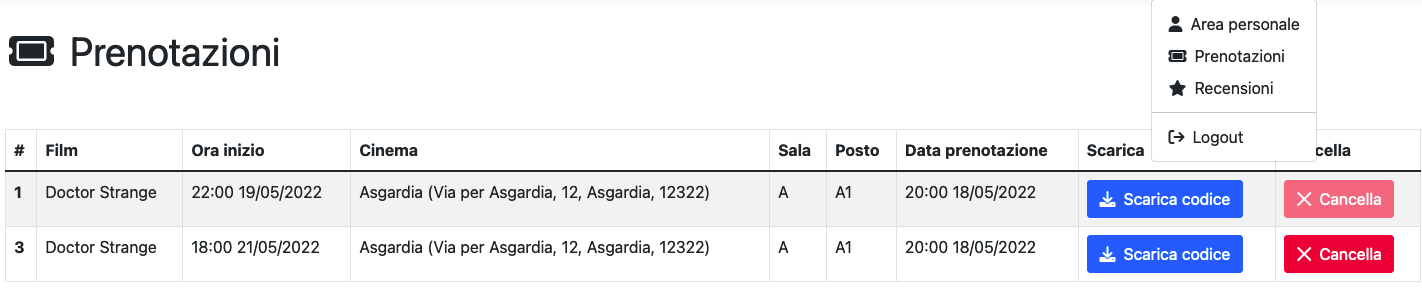 Area personale
Prenotazioni
Recensioni
Logout
Prenotazioni
# Film Ora inizio Cinema Sala Posto Data prenotazione Scarica cella
1 Doctor Strange 22:00 19/05/2022 Asgardia (Via per Asgardia, 12, Asgardia, 12322) A A1 20:00 18/05/2022 Scarica codice Cancella
3 Doctor Strange 18:00 21/05/2022 Asgardia (Via per Asgardia, 12, Asgardia, 12322) A A1 20:00 18/05/2022 Scarica codice Cancella